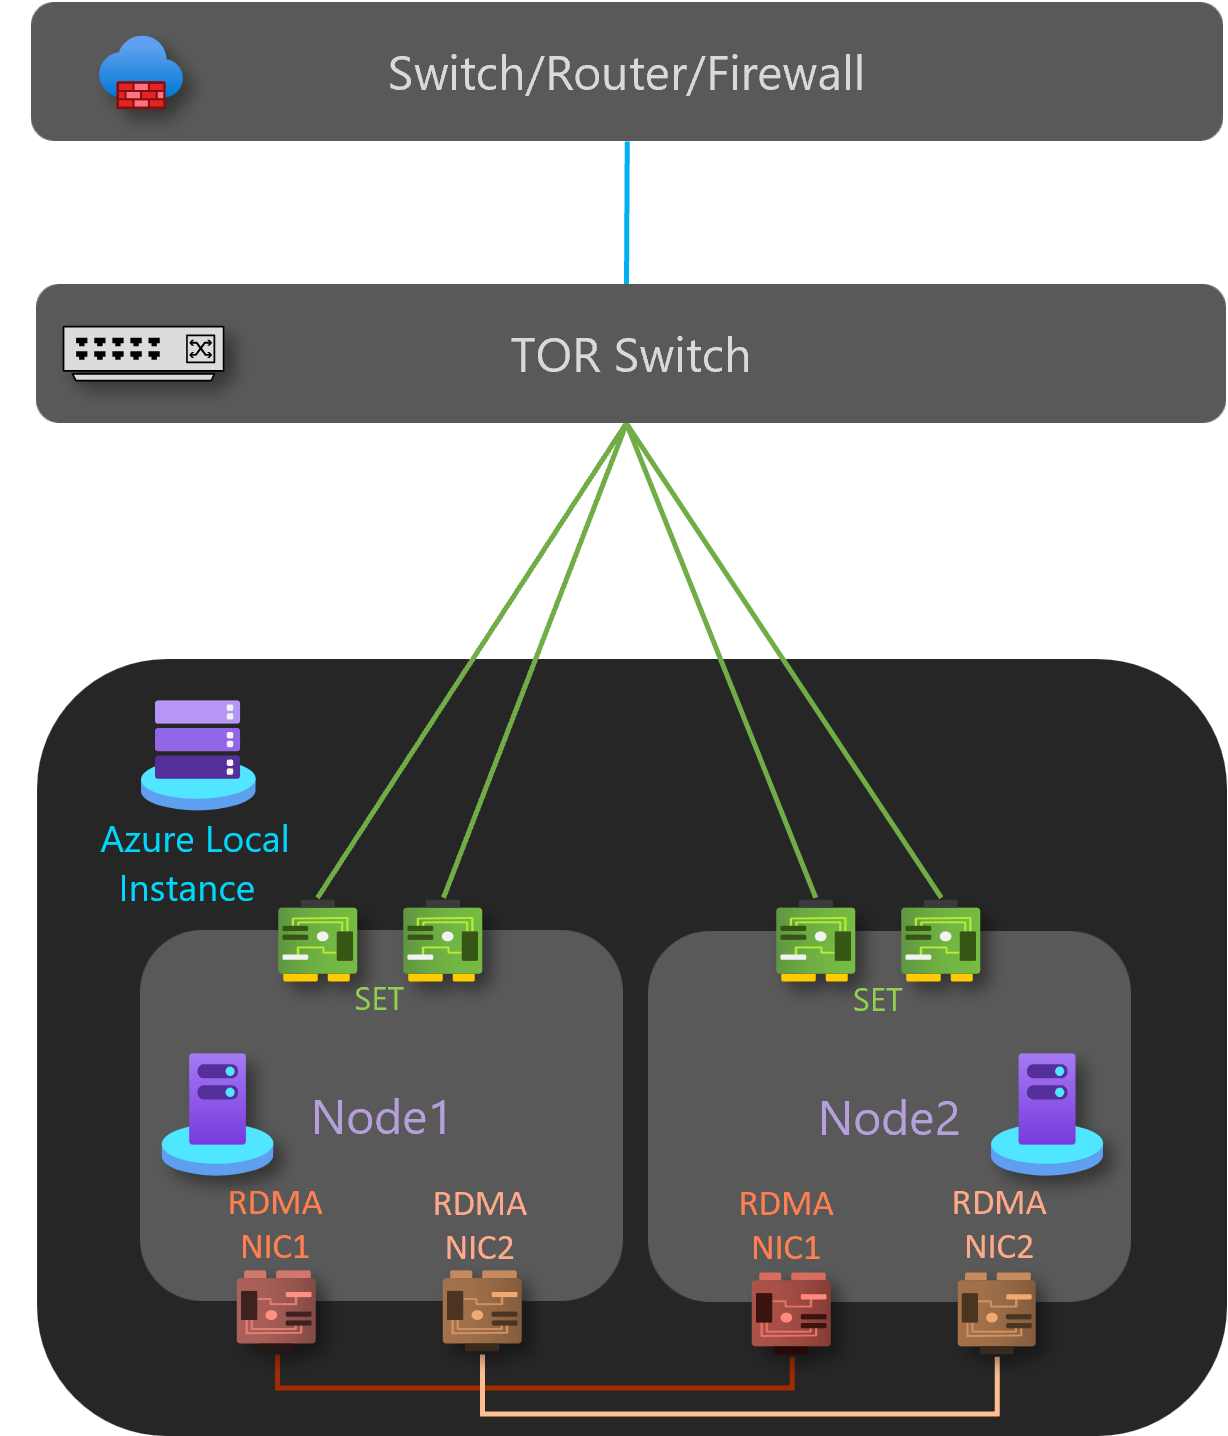 Switch/Router/Firewall
TOR Switch
Azure Local
Instance
SET
SET
Node1
Node2
RDMA
NIC1
RDMA
NIC2
RDMA
NIC1
RDMA
NIC2